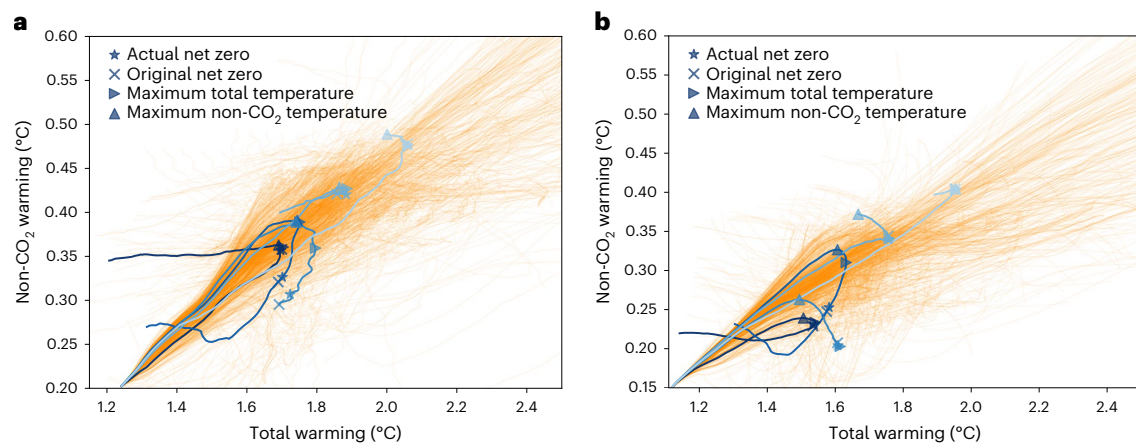 a
0.60
0.55
0.50
0.45
0.40
0.35
0.30
0.25
0.20
Non-CO₂ warming (°C)
Actual net zero
Original net zero
Maximum total temperature
Maximum non-CO₂ temperature
1.2 1.4 1.6 1.8 2.0 2.2 2.4
Total warming (°C)
b
0.60
0.55
0.50
0.45
0.40
0.35
0.30
0.25
0.20
0.15
Non-CO₂ warming (°C)
Actual net zero
Original net zero
Maximum total temperature
Maximum non-CO₂ temperature
1.2 1.4 1.6 1.8 2.0 2.2 2.4
Total warming (°C)